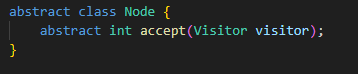 abstract class Node {
    abstract int accept(Visitor visitor);
}